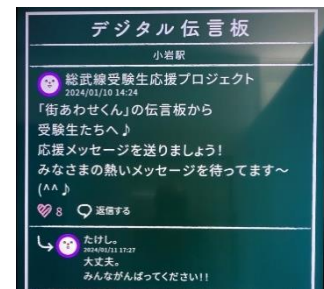 デジタル伝言板
小岩駅
総武線受験生応援プロジェクト
2024/01/10 14:24
「街あわせくん」の伝言板から
受験生たちへ♪
応援メッセージを送りましょう！
みなさまの熱いメッセージを待ってます～
(^^♪
8 返信する
たけし。
2024/01/11 17:27
大丈夫。
みんながんばってください!!